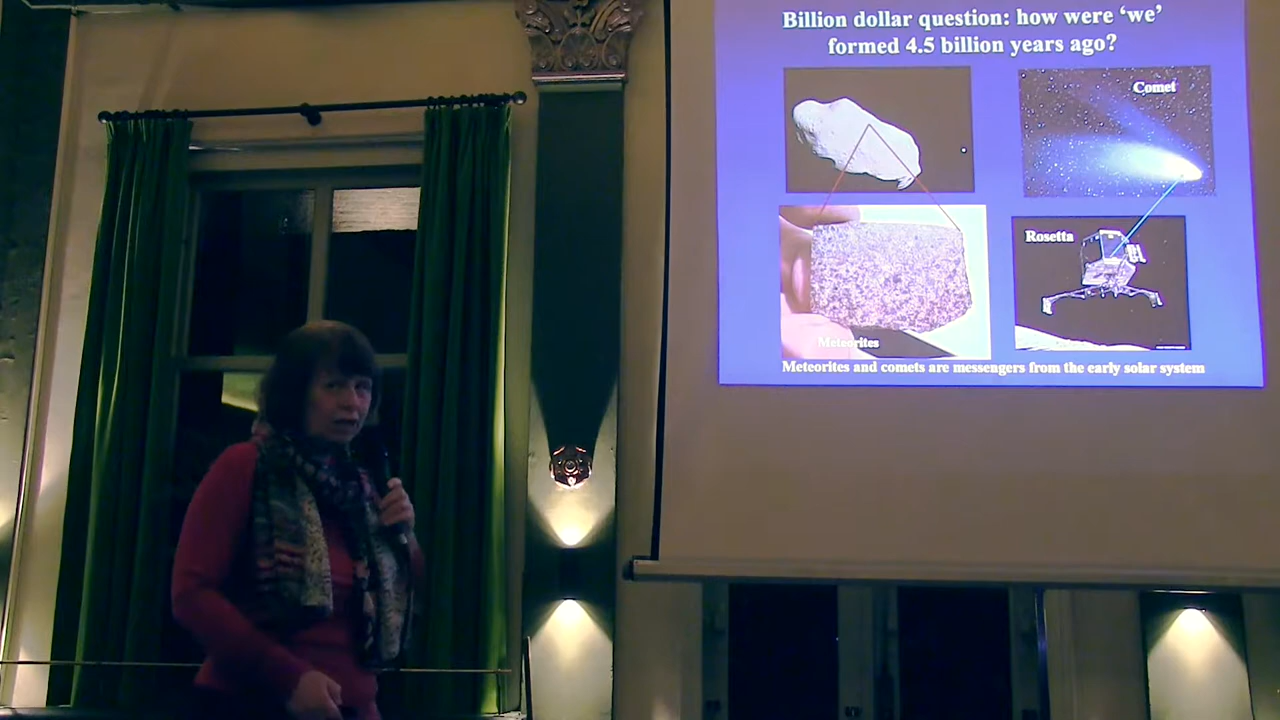 Billion dollar question: how were ‘we’
formed 4.5 billion years ago?
Comet
Rosetta
Meteorites
Meteorites and comets are messengers from the early solar system